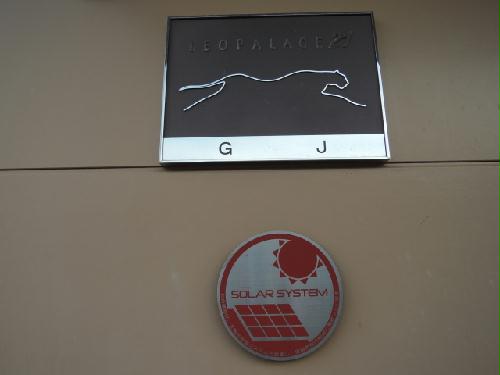 LEOPALACE21
G J
SOLAR SYSTEM